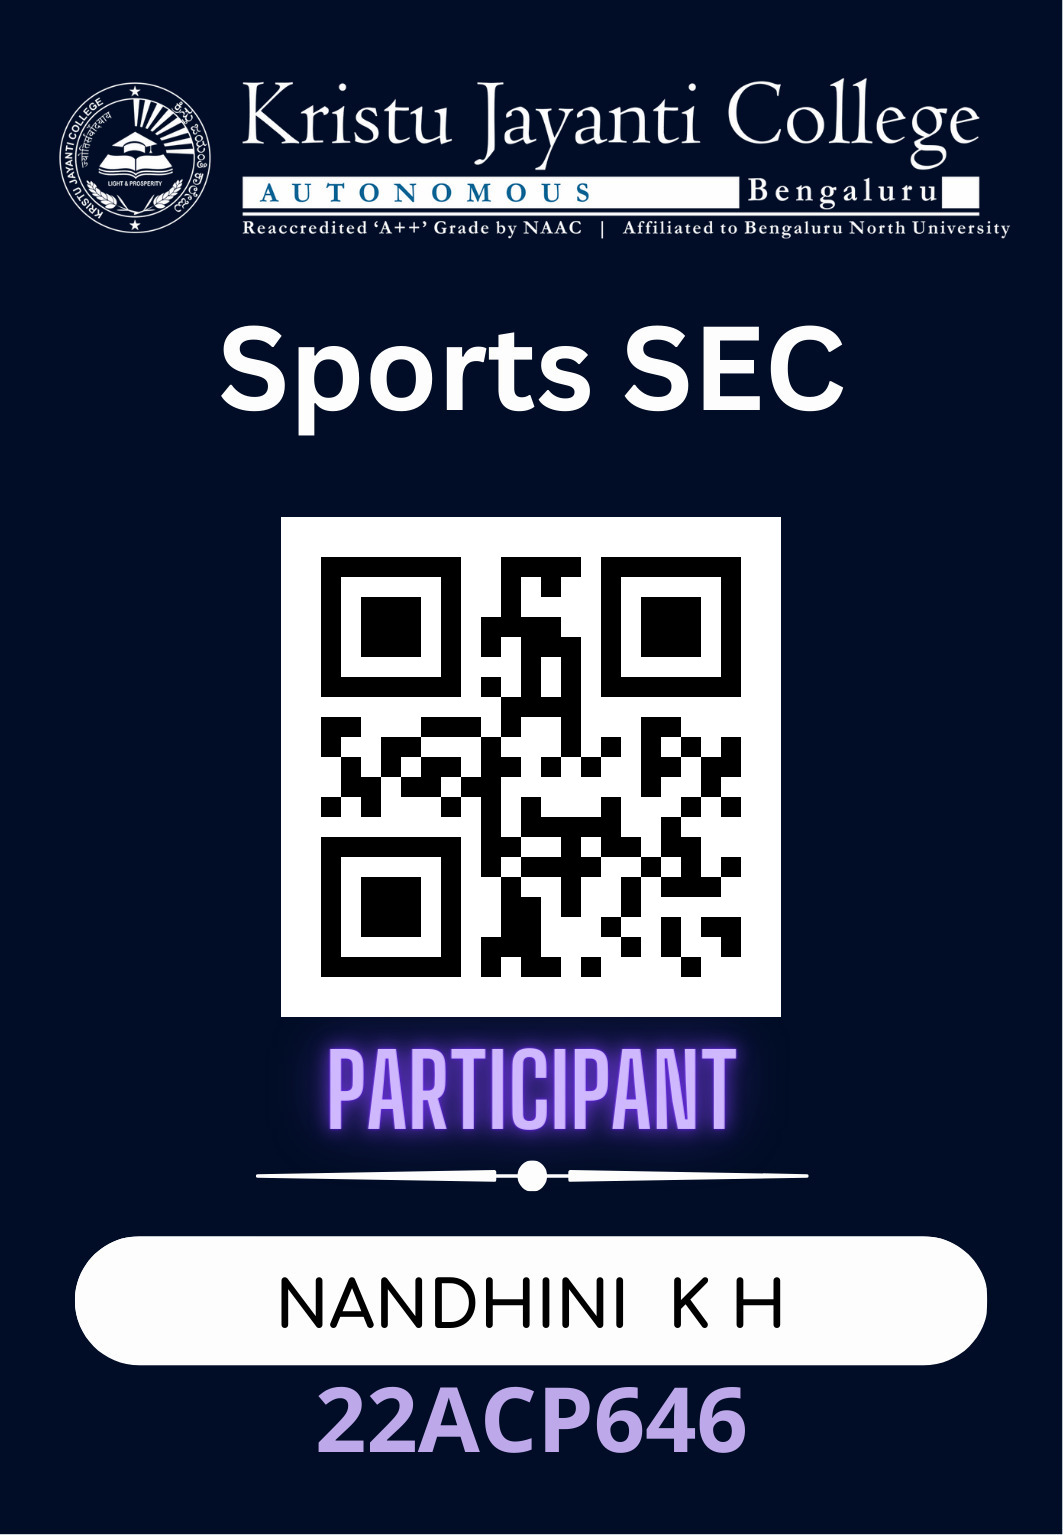 KRISTU JAYANTI COLLEGE
ज्योतिसंवादयाय
LIGHT & PROSPERITY
Kristu Jayanti College
AUTONOMOUS Bengaluru
Reaccredited ‘A++’ Grade by NAAC | Affiliated to Bengaluru North University
Sports SEC
PARTICIPANT
NANDHINI K H
22ACP646